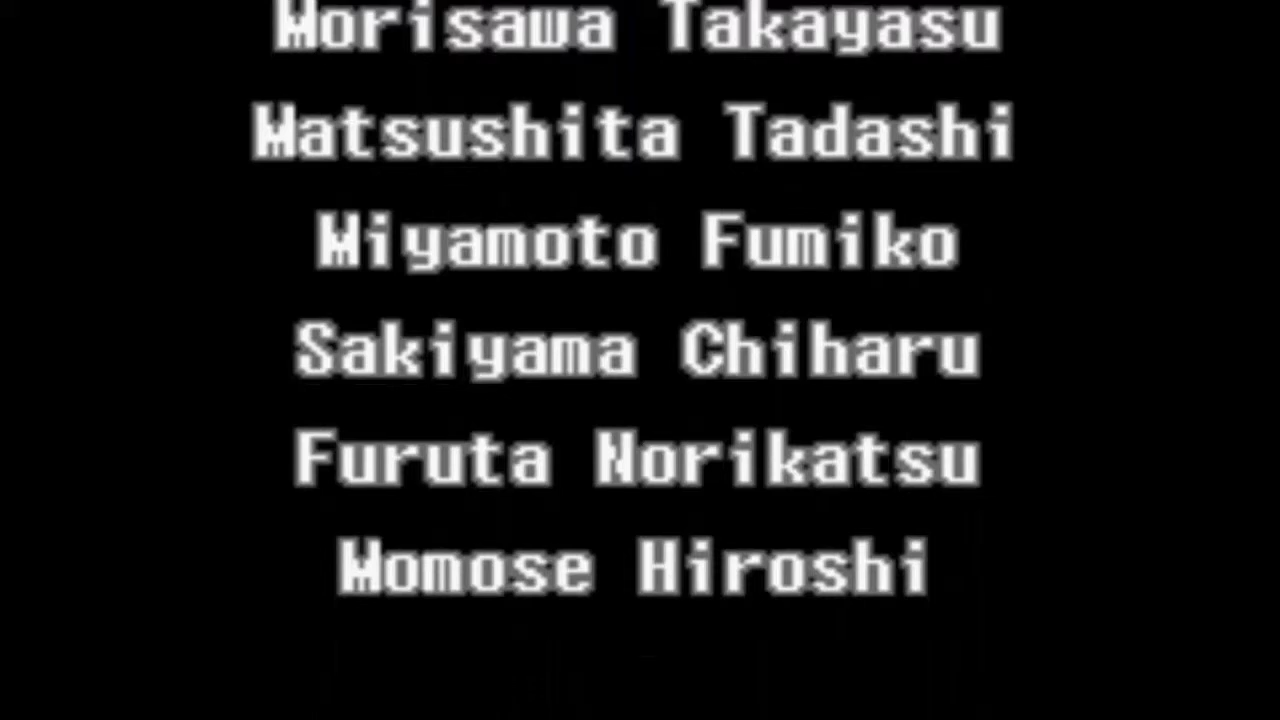 Morisawa Takayasu
Matsushita Tadashi
Miyamoto Fumiko
Sakiyama Chiharu
Furuta Norikatsu
Momose Hiroshi